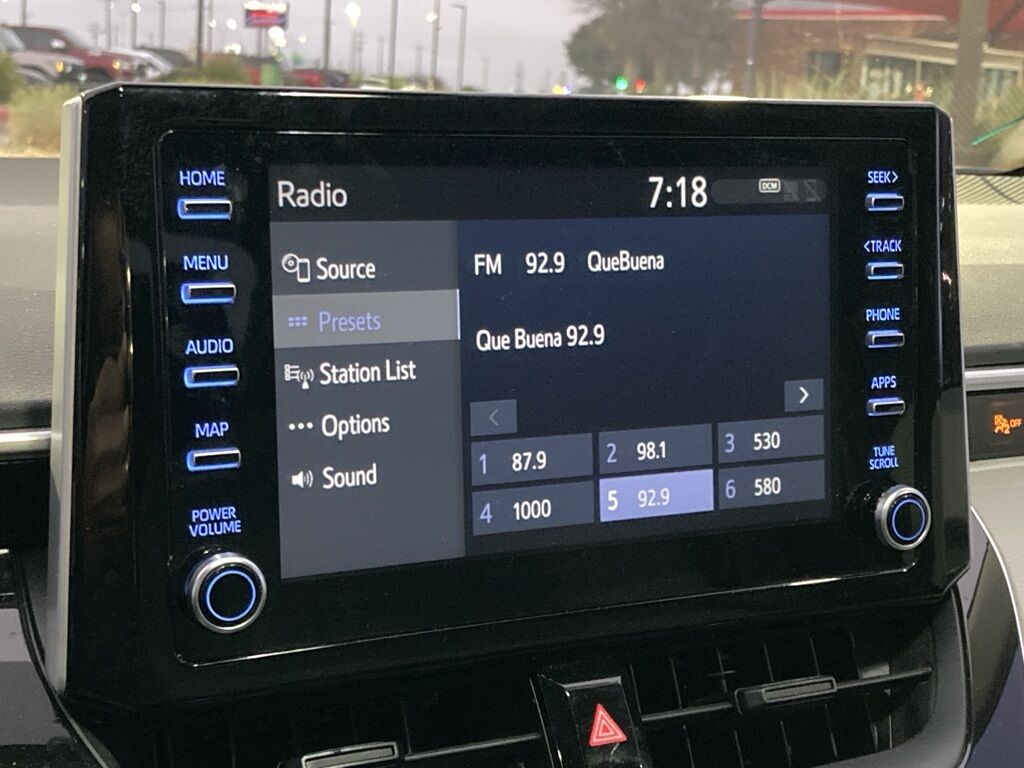 HOME
MENU
AUDIO
MAP
POWER
VOLUME
Radio
7:18
DCM
Source
Presets
Station List
Options
Sound
FM 92.9 QueBuena
Que Buena 92.9
<
>
1 87.9
2 98.1
3 530
4 1000
5 92.9
6 580
SEEK>
<TRACK
PHONE
APPS
TUNE
SCROLL
OFF